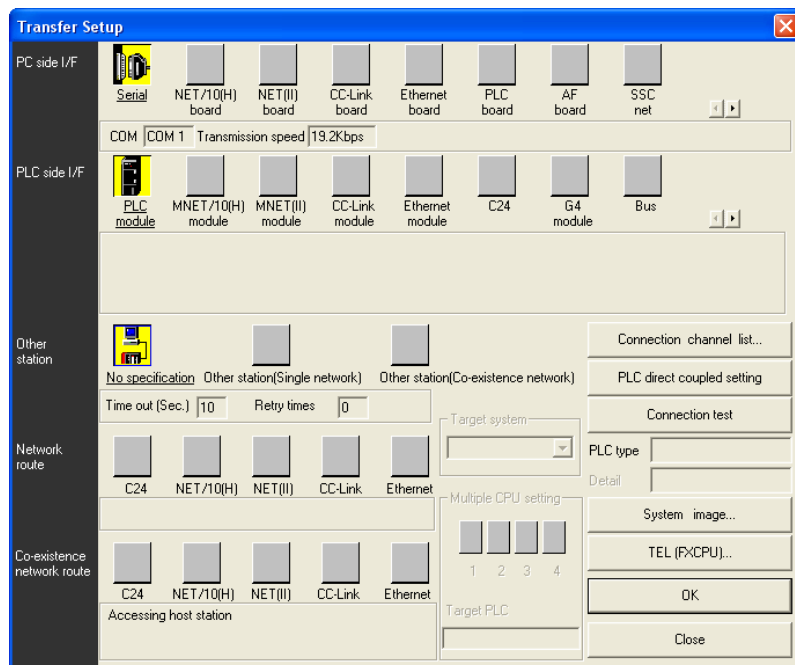 Transfer Setup
PC side I/F
Serial
NET/10(H)
board
NET(II)
board
CC-Link
board
Ethernet
board
PLC
board
AF
board
SSC
net
COM COM 1 Transmission speed 19.2Kbps
PLC side I/F
PLC
module
MNET/10(H)
module
MNET(II)
module
CC-Link
module
Ethernet
module
C24
G4
module
Bus
Other
station
No specification
Other station(Single network)
Other station(Co-existence network)
Time out (Sec.) 10 Retry times 0
Connection channel list...
PLC direct coupled setting
Connection test
Target system
PLC type
Detail
Network
route
C24
NET/10(H)
NET(II)
CC-Link
Ethernet
Multiple CPU setting
1 2 3 4
Target PLC
System image...
TEL (FXCPU)...
OK
Close
Co-existence
network route
C24
NET/10(H)
NET(II)
CC-Link
Ethernet
Accessing host station